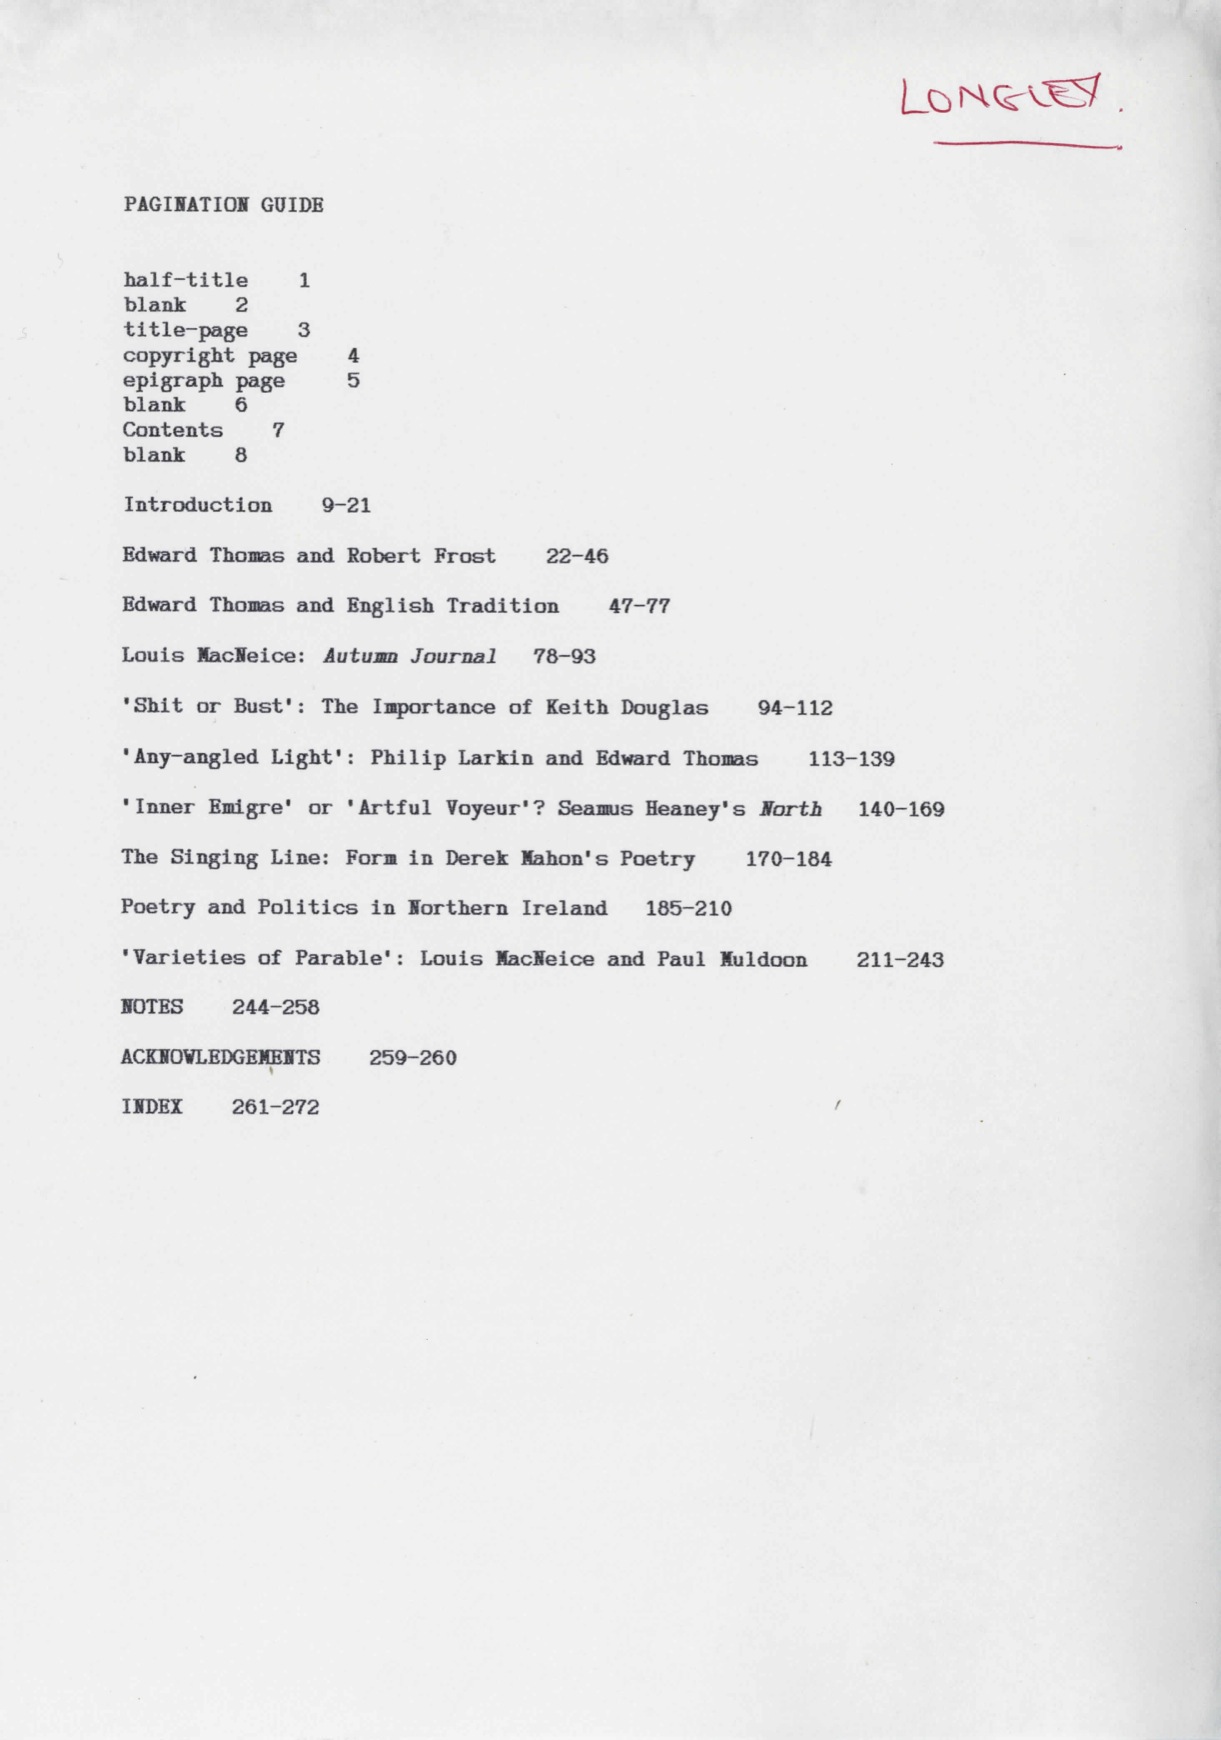 LONGLEY.
PAGINATION GUIDE
half-title 1
blank 2
title-page 3
copyright page 4
epigraph page 5
blank 6
Contents 7
blank 8
Introduction 9-21
Edward Thomas and Robert Frost 22-46
Edward Thomas and English Tradition 47-77
Louis MacNeice: Autumn Journal 78-93
'Shit or Bust': The Importance of Keith Douglas 94-112
'Any-angled Light': Philip Larkin and Edward Thomas 113-139
'Inner Emigre' or 'Artful Voyeur'? Seamus Heaney's North 140-169
The Singing Line: Form in Derek Mahon's Poetry 170-184
Poetry and Politics in Northern Ireland 185-210
'Varieties of Parable': Louis MacNeice and Paul Muldoon 211-243
NOTES 244-258
ACKNOWLEDGEMENTS 259-260
INDEX 261-272